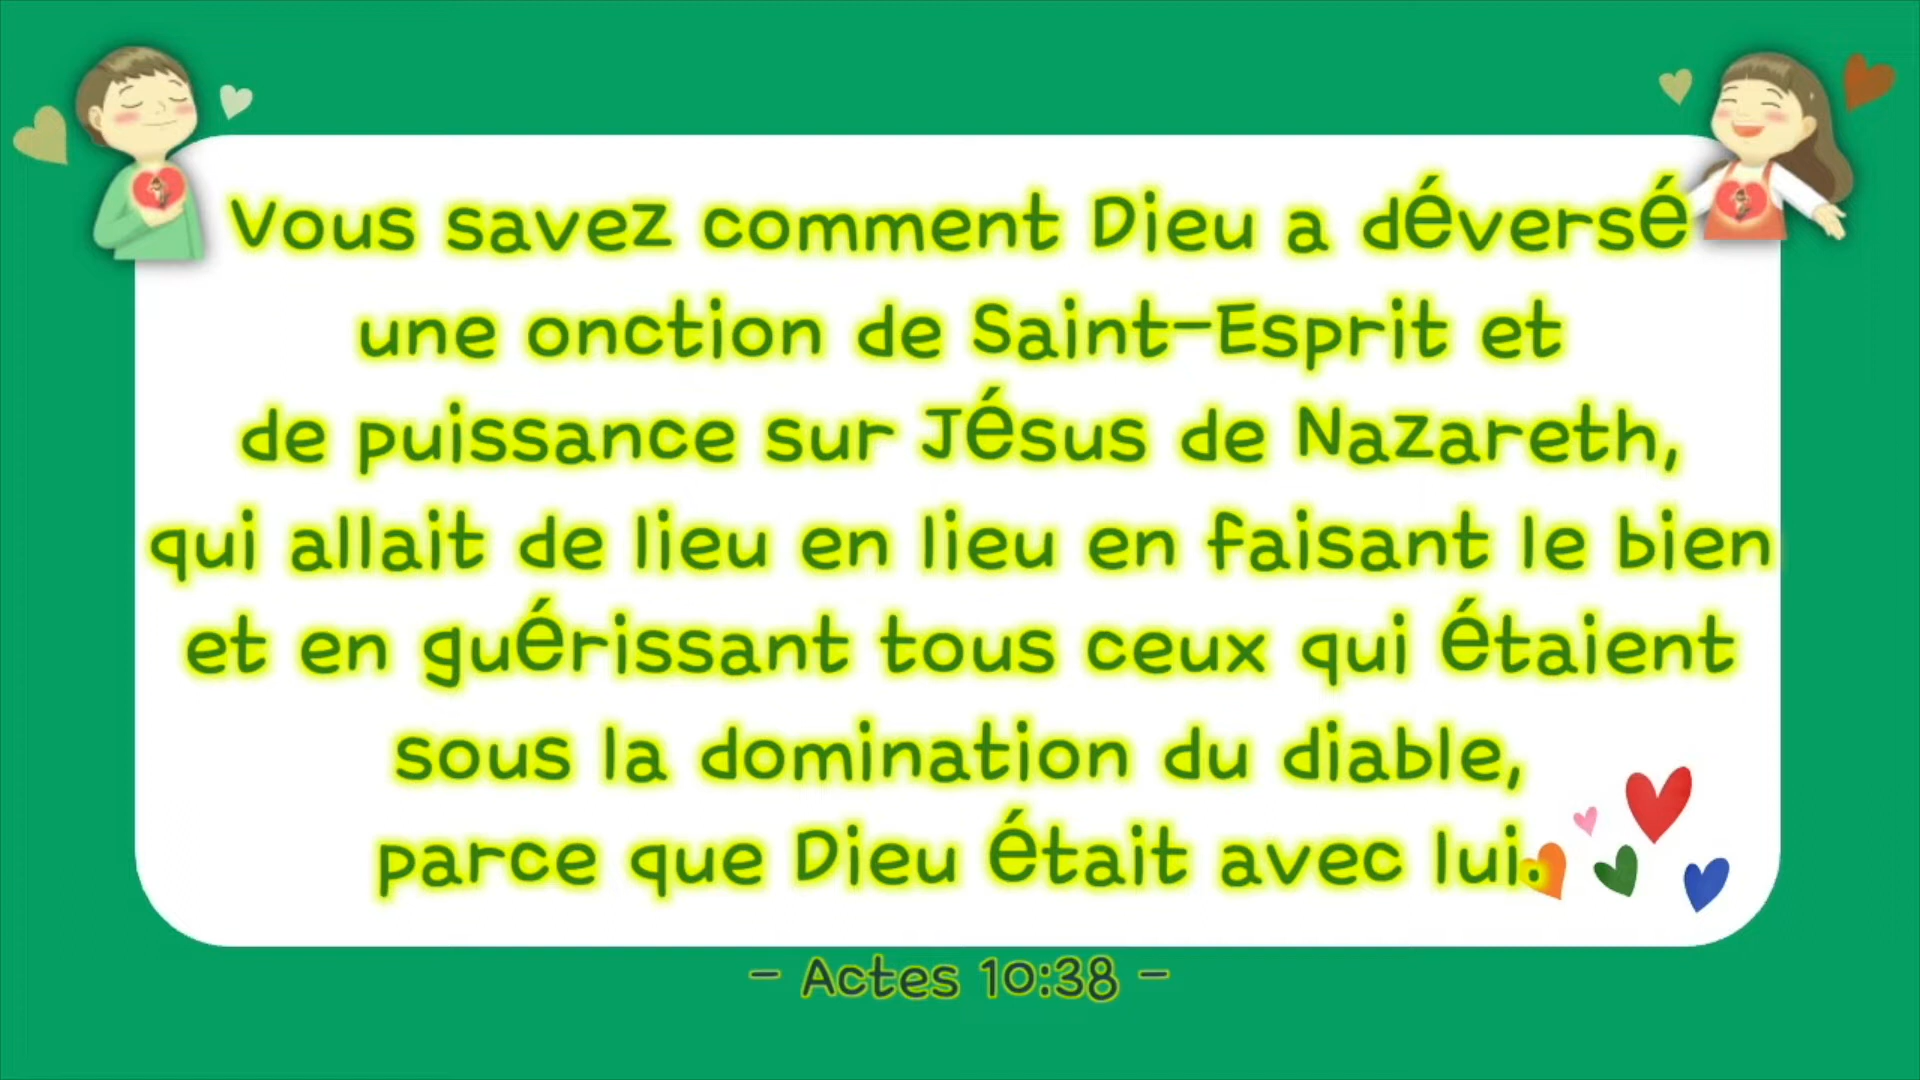 Vous savez comment Dieu a déversé
une onction de Saint-Esprit et
de puissance sur Jésus de Nazareth,
qui allait de lieu en lieu en faisant le bien
et en guérissant tous ceux qui étaient
sous la domination du diable,
parce que Dieu était avec lui.
- Actes 10:38 -